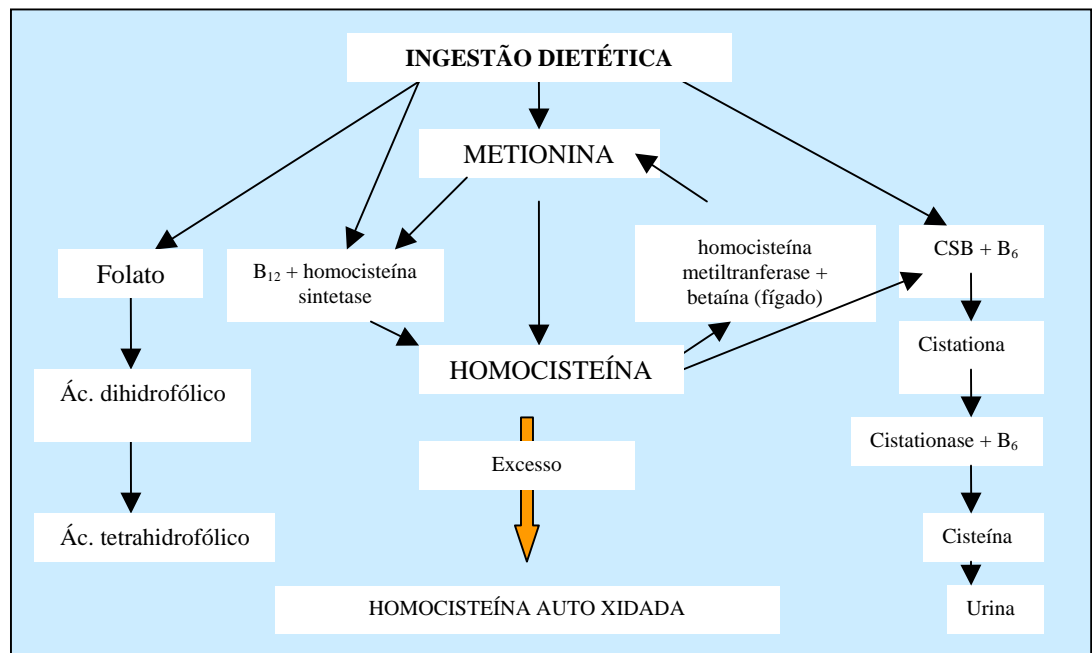 INGESTÃO DIETÉTICA
METIONINA
Folato
B₁₂ + homocisteína
sintetase
homocisteína
metiltranferase +
betaína (fígado)
CSB + B₆
HOMOCISTEÍNA
Cistationa
Ác. dihidrofólico
Excesso
Cistationase + B₆
Ác. tetrahidrofólico
Cisteína
HOMOCISTEÍNA AUTO XIDADA
Urina